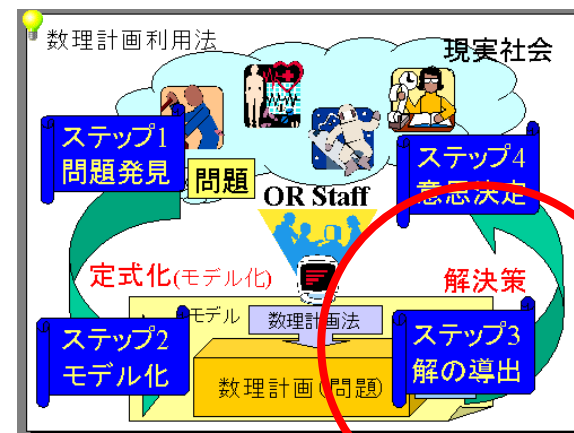 数理計画利用法
現実社会
ステップ1
問題発見
問題
ステップ4
意思決定
OR Staff
定式化(モデル化)
解決策
モデル
数理計画法
ステップ2
モデル化
ステップ3
解の導出
数理計画(問題)